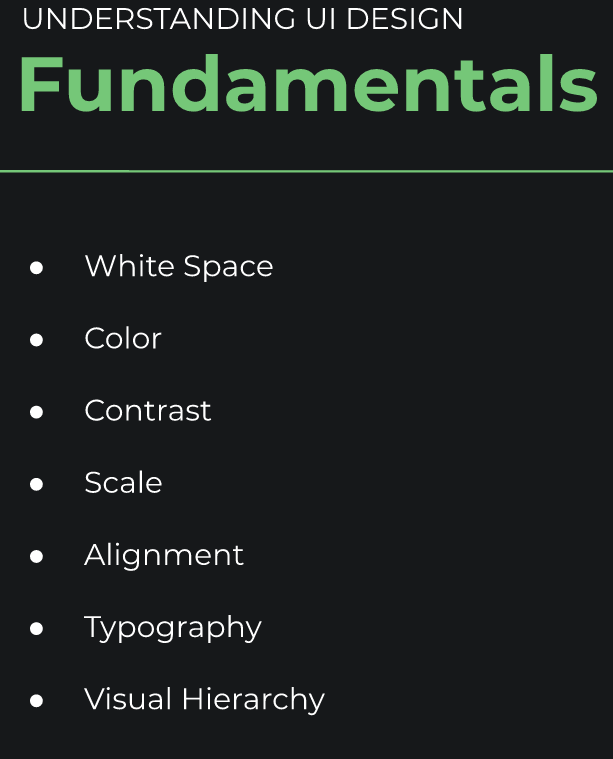 UNDERSTANDING UI DESIGN
Fundamentals
● White Space
● Color
● Contrast
● Scale
● Alignment
● Typography
● Visual Hierarchy